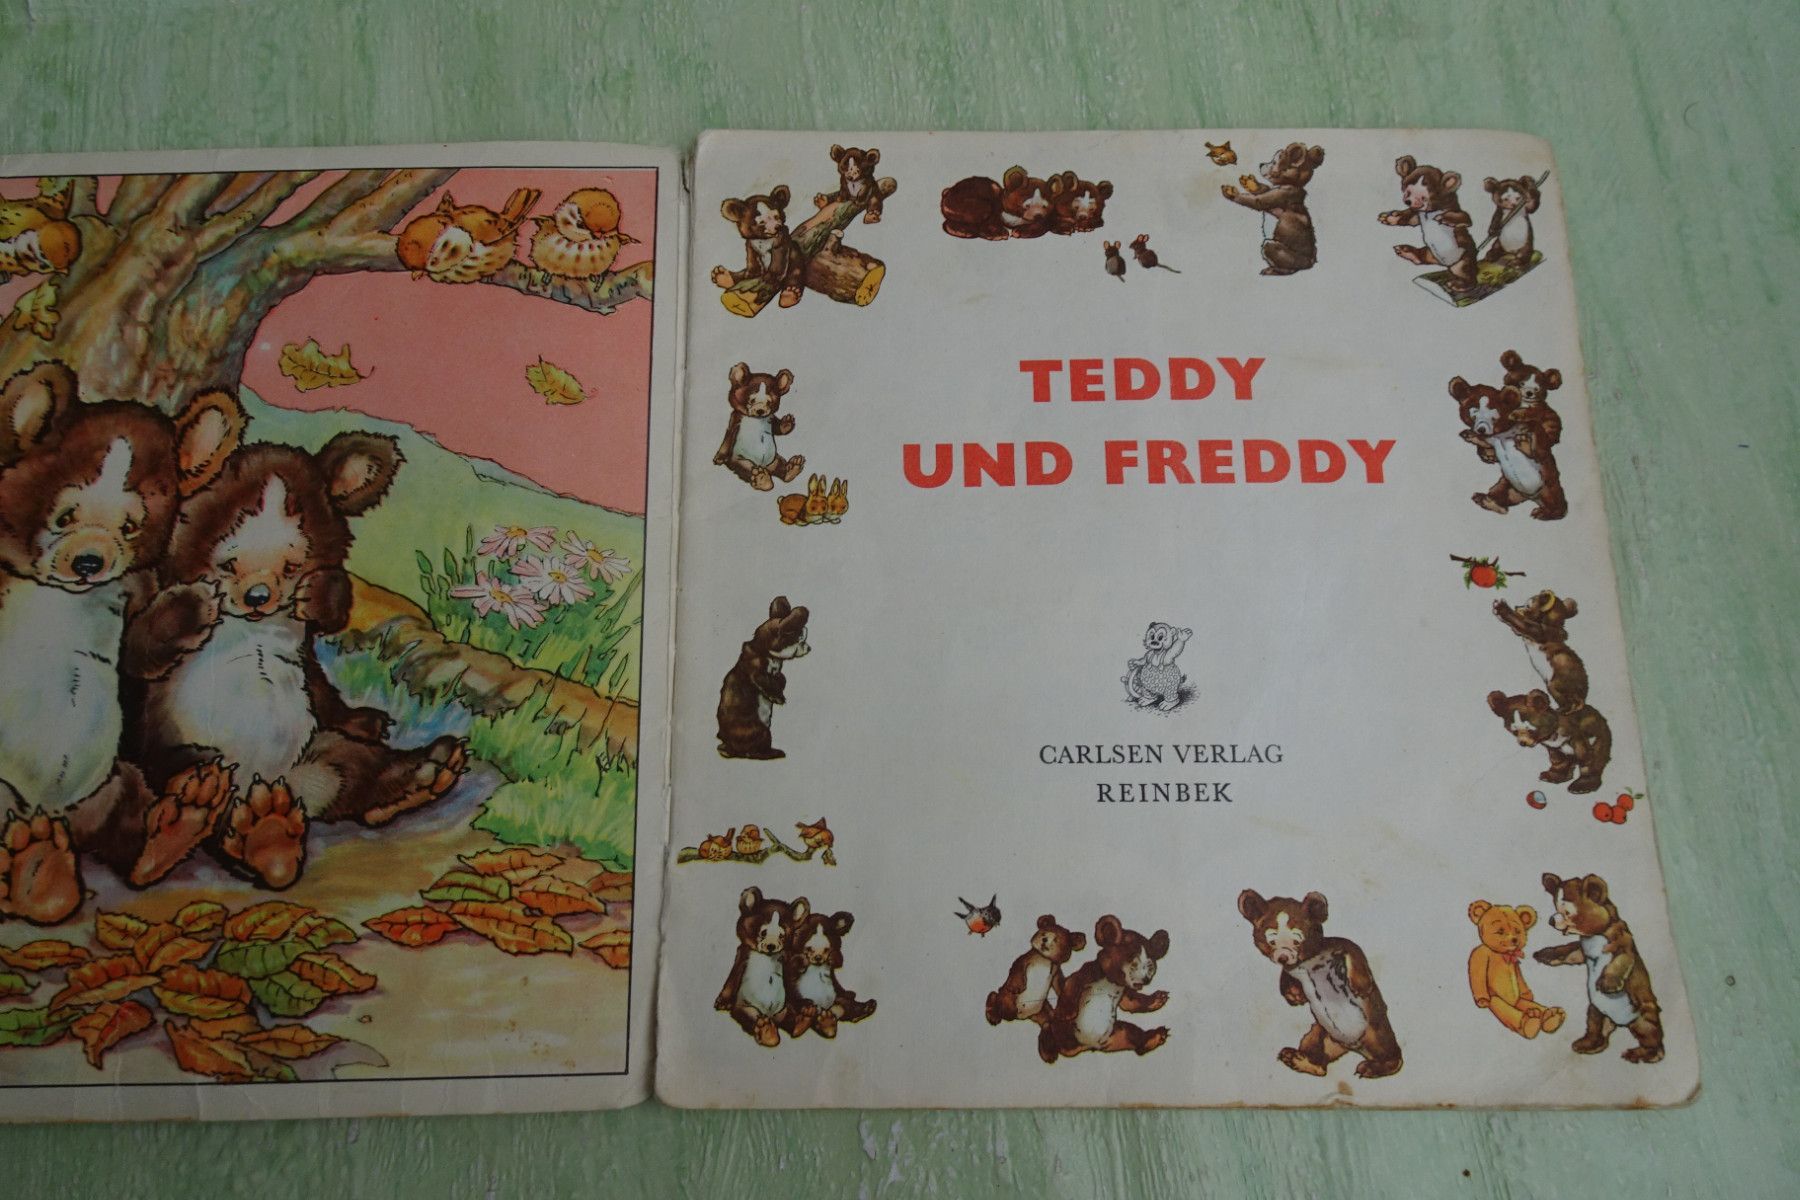 TEDDY
UND FREDDY
CARLSEN VERLAG
REINBEK